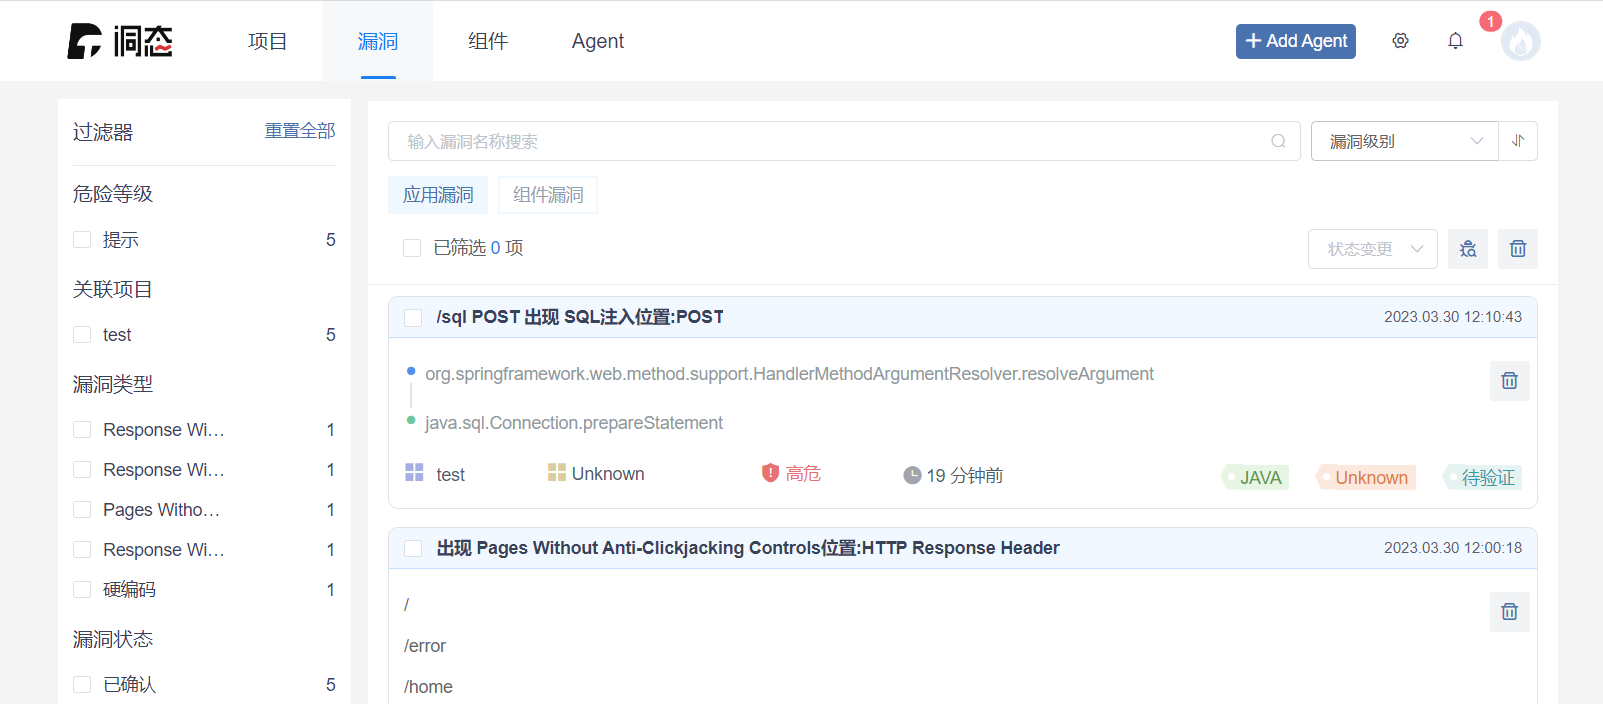 洞态
项目
漏洞
组件
Agent
+ Add Agent
1
过滤器
重置全部
危险等级
提示 5
关联项目
test 5
漏洞类型
Response Wi… 1
Response Wi… 1
Pages Witho… 1
Response Wi… 1
硬编码 1
漏洞状态
已确认 5
输入漏洞名称搜索
漏洞级别
应用漏洞
组件漏洞
已筛选 0 项
状态变更
/sql POST 出现 SQL注入位置:POST
2023.03.30 12:10:43
org.springframework.web.method.support.HandlerMethodArgumentResolver.resolveArgument
java.sql.Connection.prepareStatement
test
Unknown
高危
19 分钟前
JAVA
Unknown
待验证
出现 Pages Without Anti-Clickjacking Controls位置:HTTP Response Header
2023.03.30 12:00:18
/
/error
/home